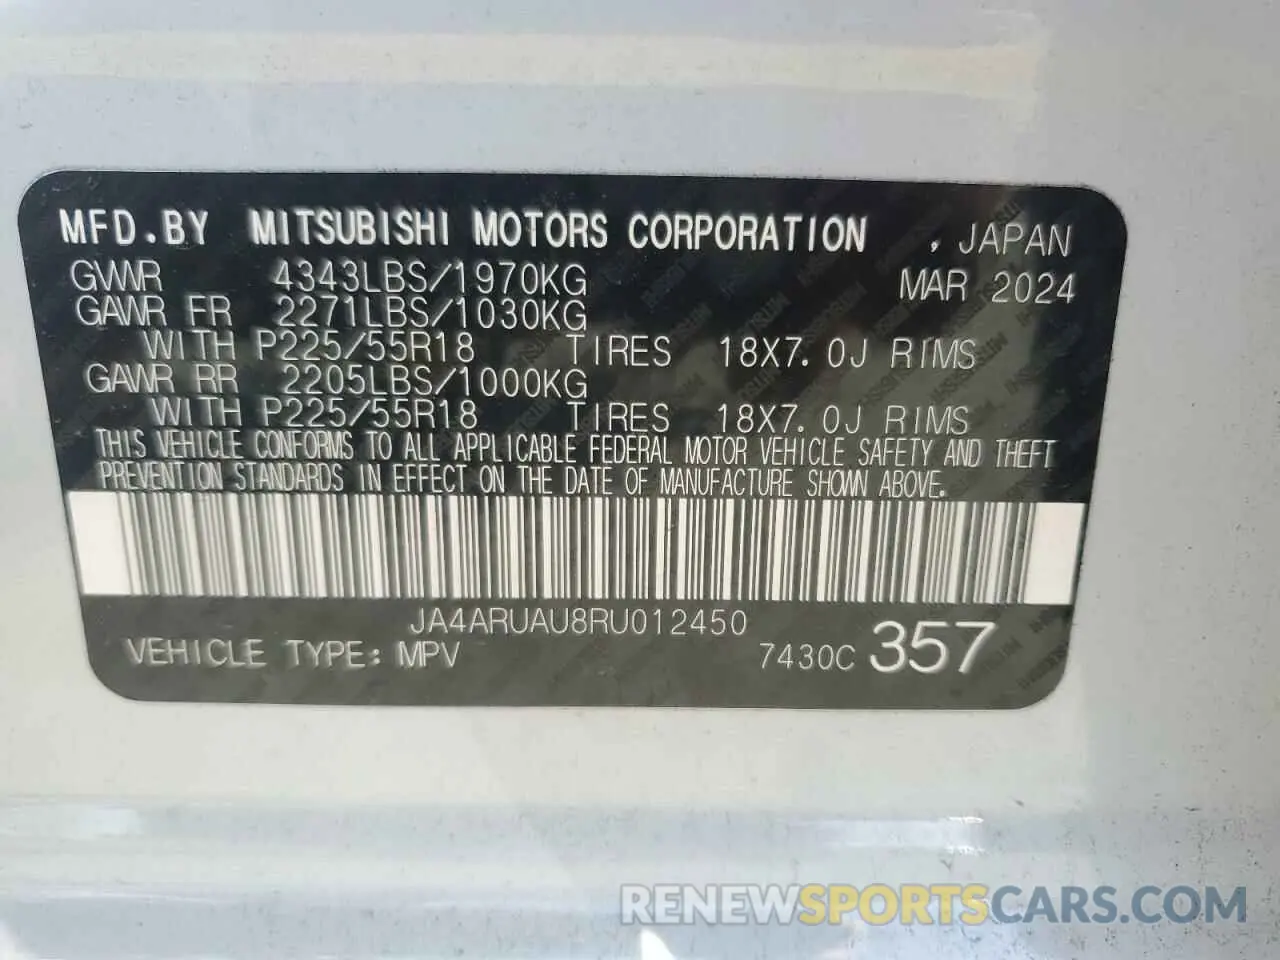 MFD.BY MITSUBISHI MOTORS CORPORATION , JAPAN
GVWR 4343LBS/1970KG MAR 2024
GAWR FR 2271LBS/1030KG
WITH P225/55R18 TIRES 18X7.0J RIMS
GAWR RR 2205LBS/1000KG
WITH P225/55R18 TIRES 18X7.0J RIMS
THIS VEHICLE CONFORMS TO ALL APPLICABLE FEDERAL MOTOR VEHICLE SAFETY AND THEFT
PREVENTION STANDARDS IN EFFECT ON THE DATE OF MANUFACTURE SHOWN ABOVE.
JA4ARUAU8RU012450
VEHICLE TYPE: MPV 7430C 357
RENEWSPORTSCARS.COM